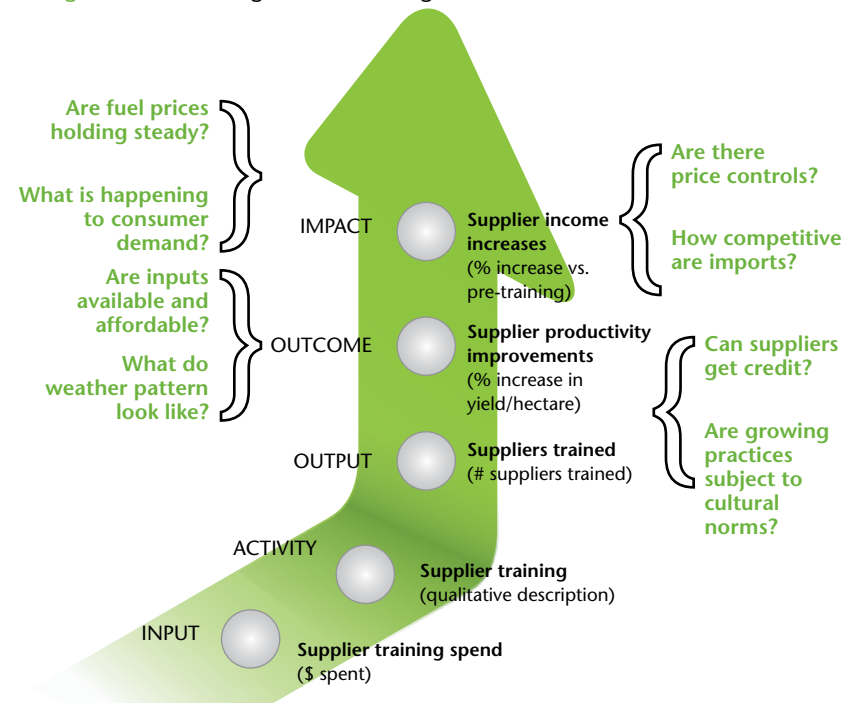 Are fuel prices
holding steady?
What is happening
to consumer
demand?
Are inputs
available and
affordable?
What do
weather pattern
look like?
IMPACT
Supplier income
increases
(% increase vs.
pre-training)
Are there
price controls?
How competitive
are imports?
OUTCOME
Supplier productivity
improvements
(% increase in
yield/hectare)
Can suppliers
get credit?
Are growing
practices
subject to
cultural
norms?
OUTPUT
Suppliers trained
(# suppliers trained)
ACTIVITY
Supplier training
(qualitative description)
INPUT
Supplier training spend
($ spent)